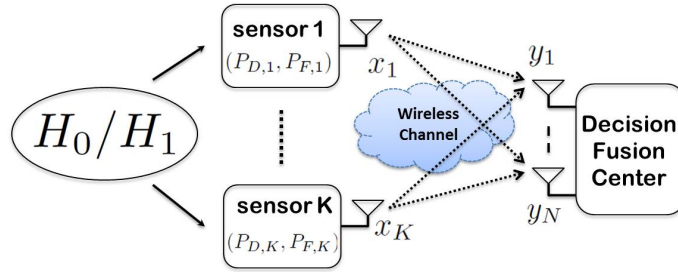 H_0/H_1
sensor 1
(P_{D,1}, P_{F,1})
x_1
sensor K
(P_{D,K}, P_{F,K})
x_K
Wireless
Channel
y_1
y_N
Decision
Fusion
Center